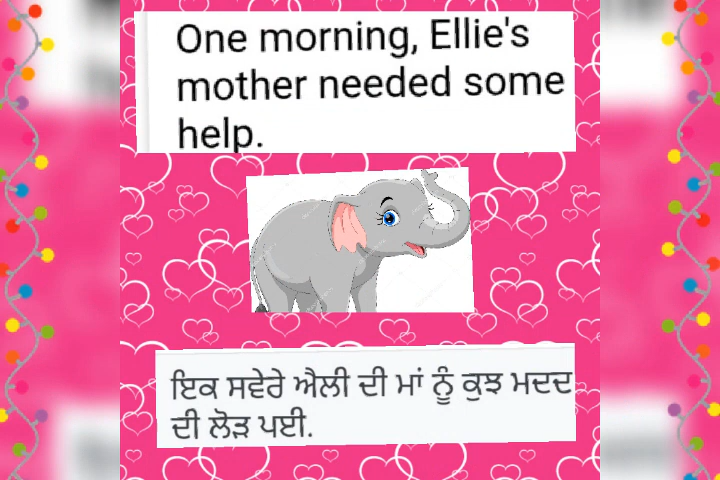 One morning, Ellie's
mother needed some
help.
ਇਕ ਸਵੇਰੇ ਐਲੀ ਦੀ ਮਾਂ ਨੂੰ ਕੁਝ ਮਦਦ
ਦੀ ਲੋੜ ਪਈ.